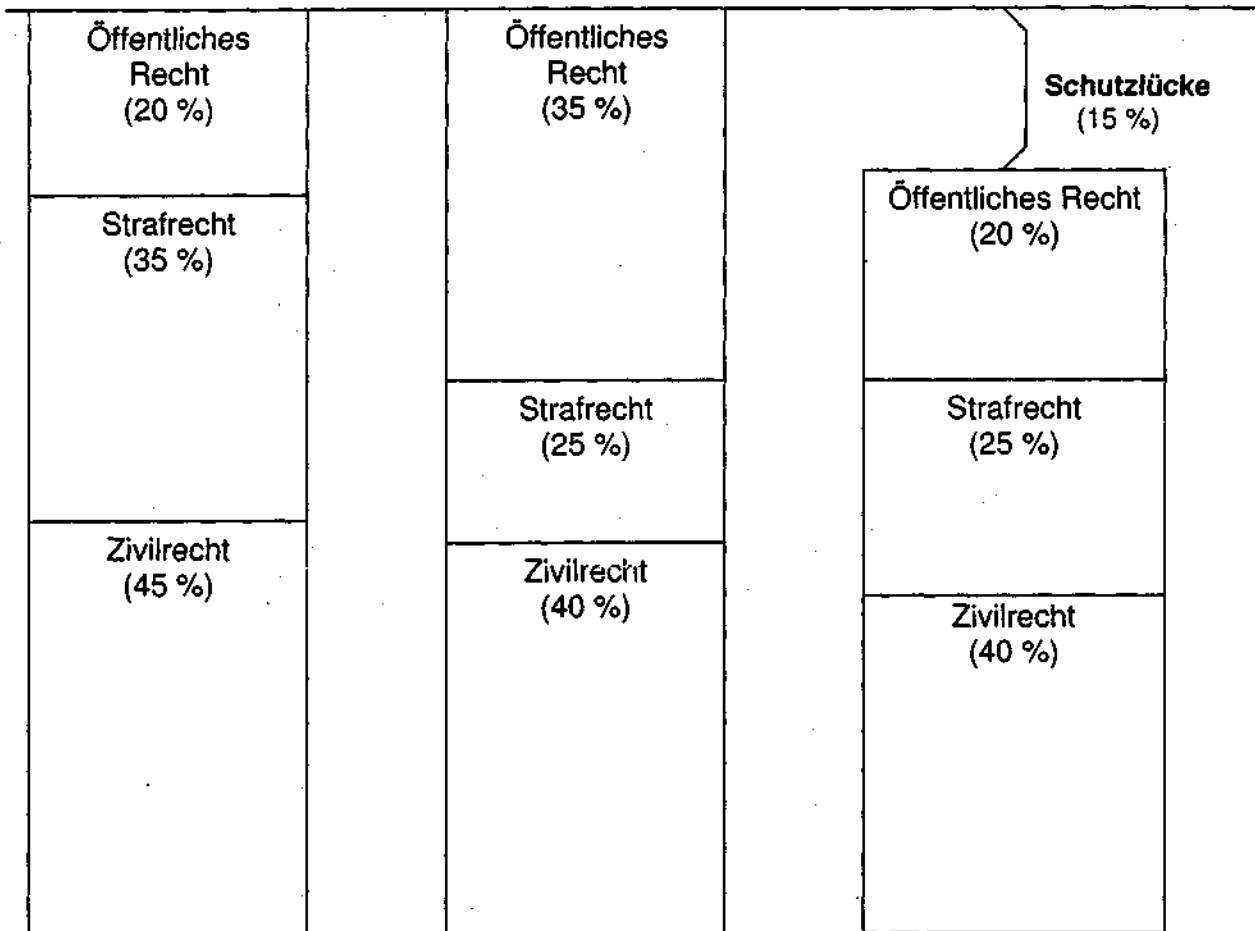 Öffentliches
Recht
(20 %)
Strafrecht
(35 %)
Zivilrecht
(45 %)
Öffentliches
Recht
(35 %)
Strafrecht
(25 %)
Zivilrecht
(40 %)
Schutzlücke
(15 %)
Öffentliches Recht
(20 %)
Strafrecht
(25 %)
Zivilrecht
(40 %)